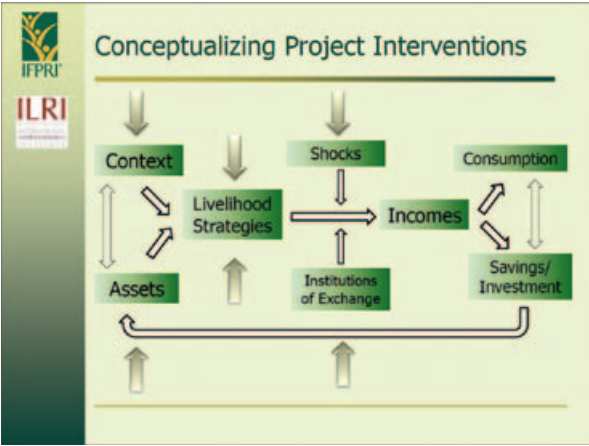 Conceptualizing Project Interventions
IFPRI
ILRI
Context
Shocks
Consumption
Livelihood
Strategies
Incomes
Assets
Institutions
of Exchange
Savings/
Investment